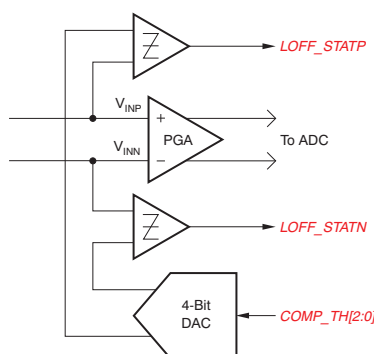 LOFF_STATP
VINP
+
PGA
−
To ADC
VINN
LOFF_STATN
4-Bit
DAC
COMP_TH[2:0]